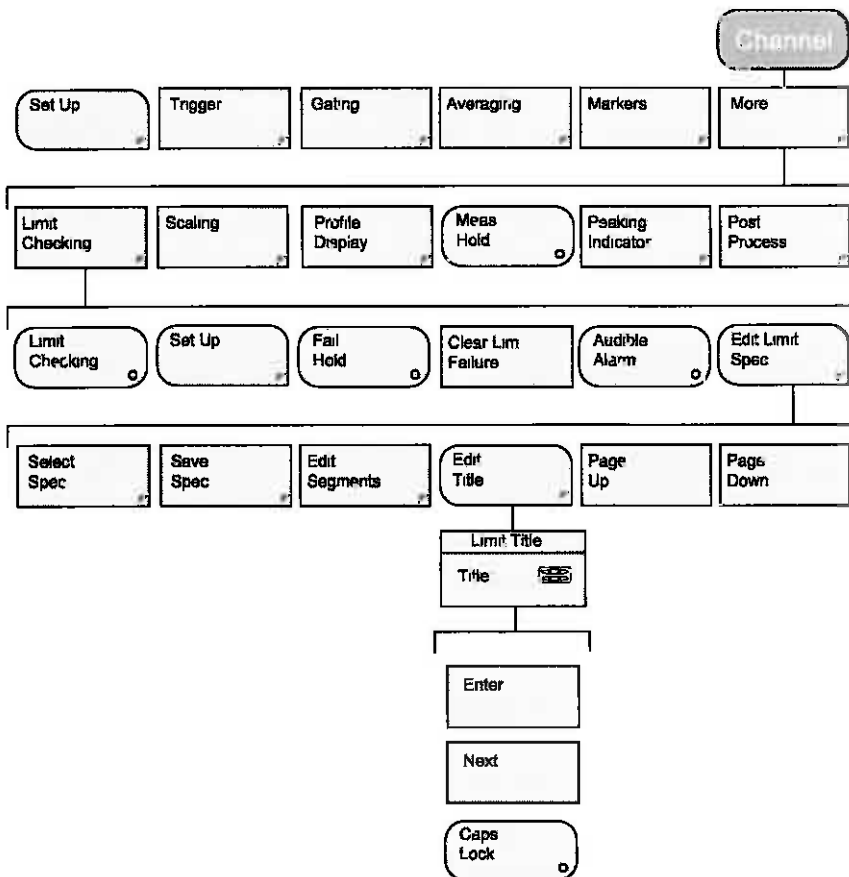 Channel
Set Up
Trigger
Gating
Averaging
Markers
More
Limit
Checking
Scaling
Profile
Display
Meas
Hold
Peaking
Indicator
Post
Process
Limit
Checking
Set Up
Fail
Hold
Clear Lim
Failure
Audible
Alarm
Edit Limit
Spec
Select
Spec
Save
Spec
Edit
Segments
Edit
Title
Page
Up
Page
Down
Limit Title
Title
Enter
Next
Caps
Lock